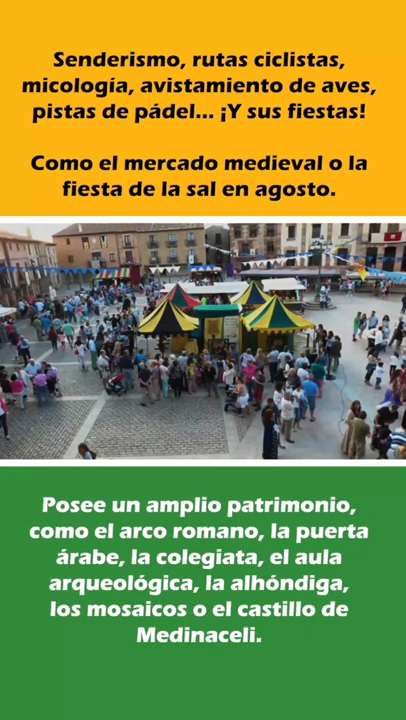 Senderismo, rutas ciclistas,
micología, avistamiento de aves,
pistas de pádel... ¡Y sus fiestas!
Como el mercado medieval o la
fiesta de la sal en agosto.
Posee un amplio patrimonio,
como el arco romano, la puerta
árabe, la colegiata, el aula
arqueológica, la alhóndiga,
los mosaicos o el castillo de
Medinaceli.